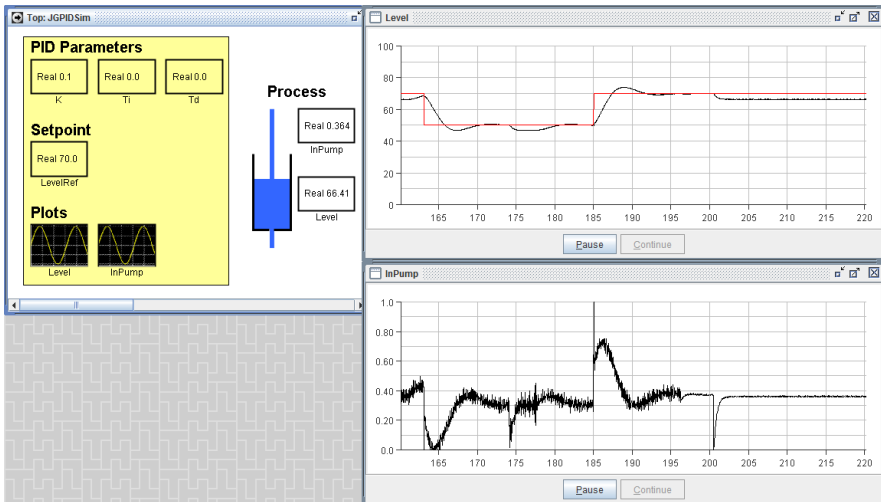 Top: JGPIDSim
PID Parameters
Real 0.1
Real 0.0
Real 0.0
K
Ti
Td
Setpoint
Real 70.0
LevelRef
Plots
Level
InPump
Process
Real 0.364
InPump
Real 66.41
Level
Level
100
80
60
40
20
0
165 170 175 180 185 190 195 200 205 210 215 220
Pause Continue
InPump
1.0
0.80
0.60
0.40
0.20
0.0
165 170 175 180 185 190 195 200 205 210 215 220
Pause Continue